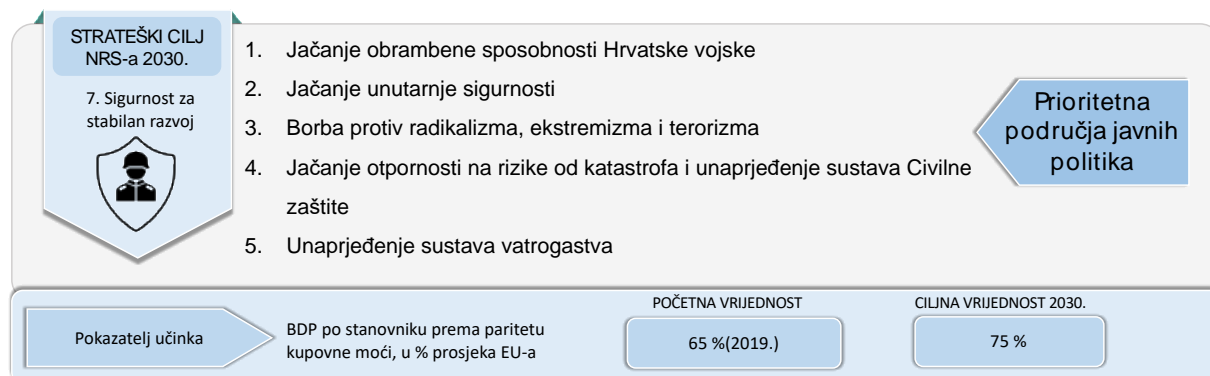 STRATEŠKI CILJ
NRS-a 2030.
7. Sigurnost za
stabilan razvoj
1. Jačanje obrambene sposobnosti Hrvatske vojske
2. Jačanje unutarnje sigurnosti
3. Borba protiv radikalizma, ekstremizma i terorizma
4. Jačanje otpornosti na rizike od katastrofa i unaprjeđenje sustava Civilne
zaštite
5. Unaprjeđenje sustava vatrogastva
Prioritetna
područja javnih
politika
Pokazatelj učinka
BDP po stanovniku prema paritetu
kupovne moći, u % prosjeka EU-a
POČETNA VRIJEDNOST
65 %(2019.)
CILJNA VRIJEDNOST 2030.
75 %